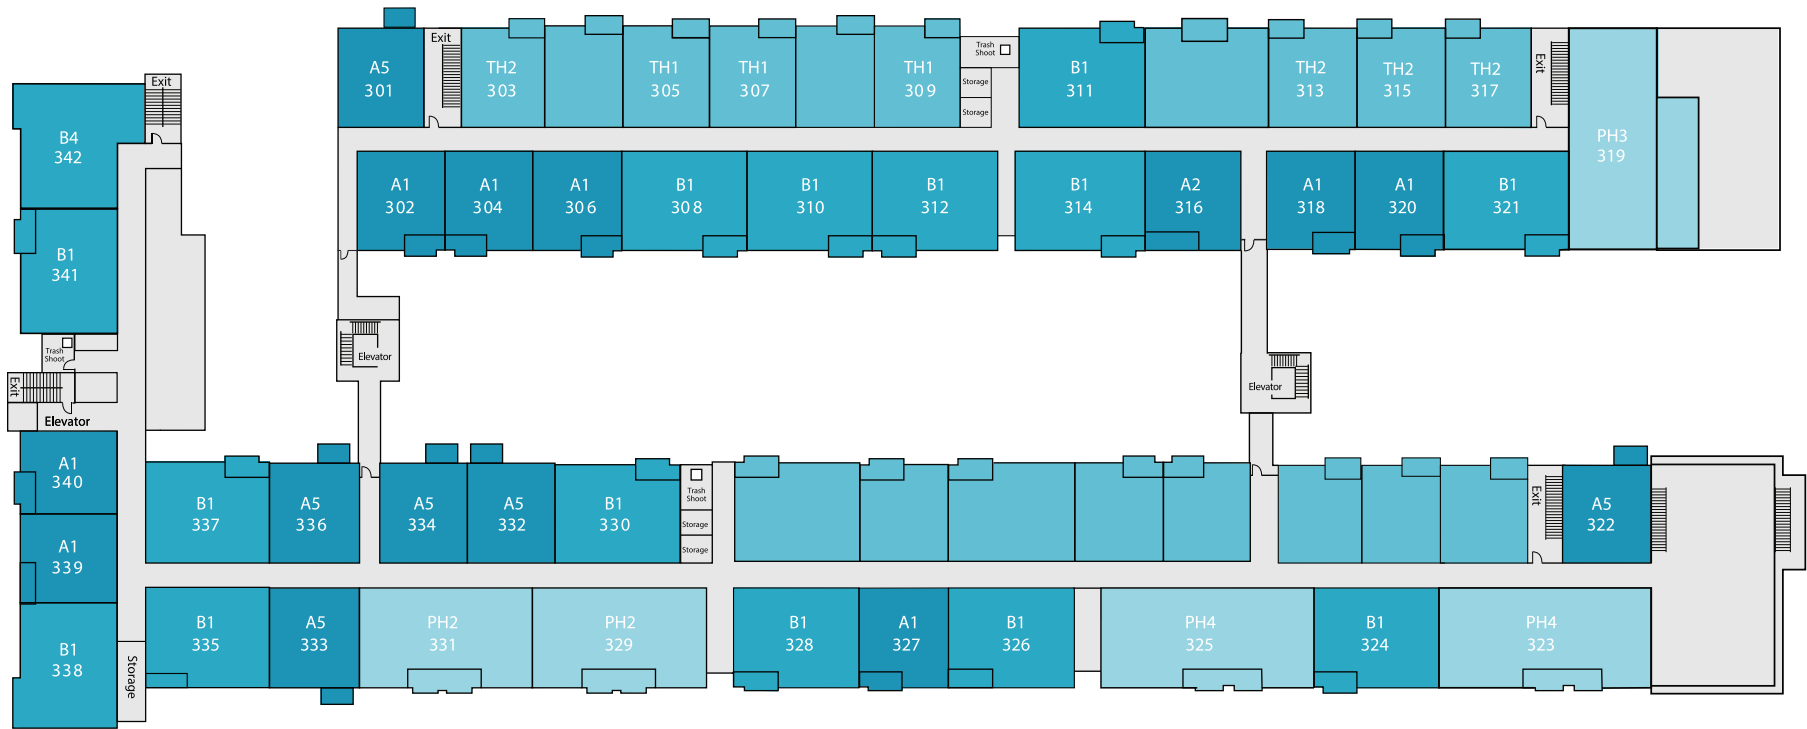 A5
301
Exit
TH2
303
TH1
305
TH1
307
TH1
309
Trash
Shoot
Storage
Storage
B1
311
TH2
313
TH2
315
TH2
317
Exit
PH3
319
A1
302
A1
304
A1
306
B1
308
B1
310
B1
312
B1
314
A2
316
A1
318
A1
320
B1
321
Exit
B4
342
B1
341
Trash
Shoot
Exit
Elevator
Elevator
Elevator
A1
340
A1
339
B1
338
Storage
B1
337
A5
336
A5
334
A5
332
B1
330
Trash
Shoot
Storage
Storage
Exit
A5
322
B1
335
A5
333
PH2
331
PH2
329
B1
328
A1
327
B1
326
PH4
325
B1
324
PH4
323